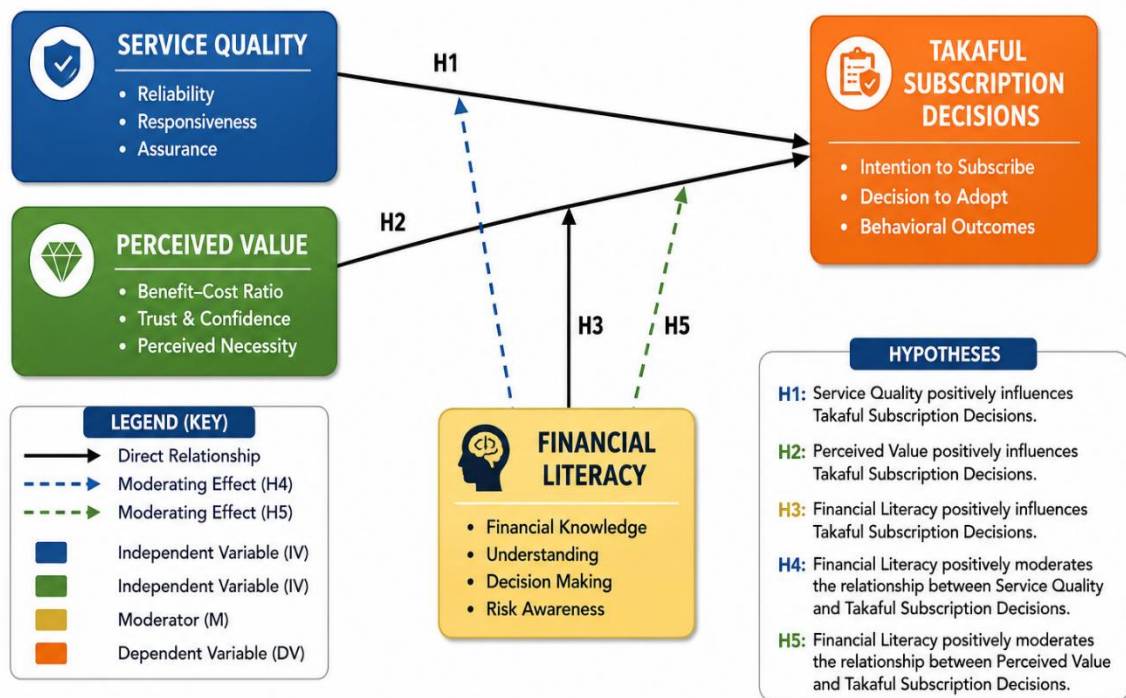 SERVICE QUALITY
• Reliability
• Responsiveness
• Assurance
H1
TAKAFUL
SUBSCRIPTION
DECISIONS
• Intention to Subscribe
• Decision to Adopt
• Behavioral Outcomes
PERCEIVED VALUE
• Benefit–Cost Ratio
• Trust & Confidence
• Perceived Necessity
H2
H3
H5
LEGEND (KEY)
Direct Relationship
Moderating Effect (H4)
Moderating Effect (H5)
Independent Variable (IV)
Independent Variable (IV)
Moderator (M)
Dependent Variable (DV)
FINANCIAL
LITERACY
• Financial Knowledge
• Understanding
• Decision Making
• Risk Awareness
HYPOTHESES
H1: Service Quality positively influences
Takaful Subscription Decisions.
H2: Perceived Value positively influences
Takaful Subscription Decisions.
H3: Financial Literacy positively influences
Takaful Subscription Decisions.
H4: Financial Literacy positively moderates
the relationship between Service Quality
and Takaful Subscription Decisions.
H5: Financial Literacy positively moderates
the relationship between Perceived Value
and Takaful Subscription Decisions.